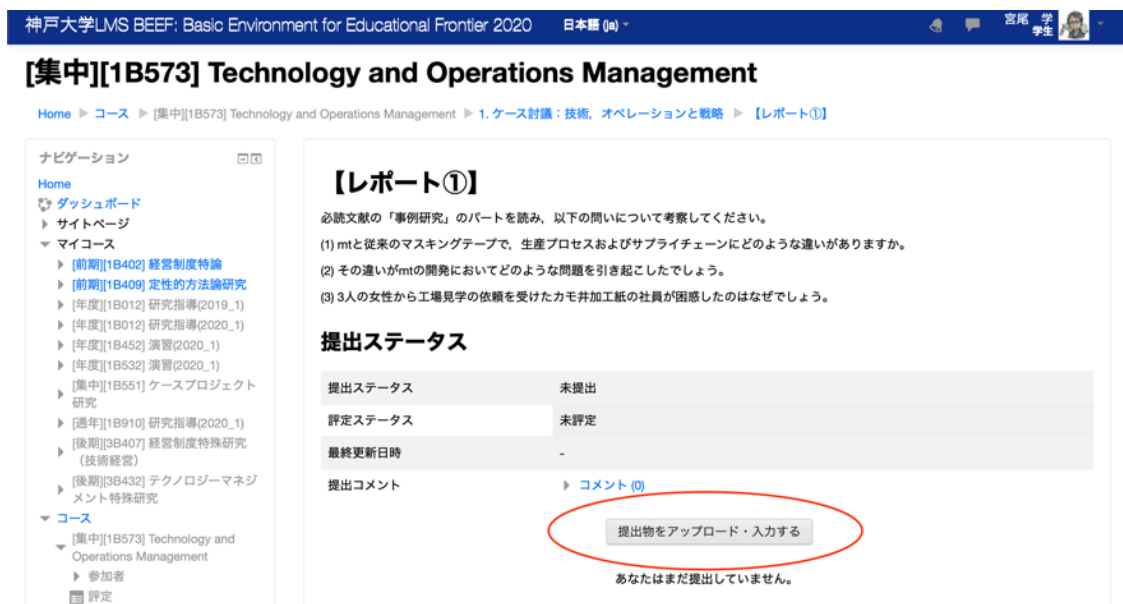 神戸大学LMS BEEF: Basic Environment for Educational Frontier 2020
日本語 (ja)
宮尾 学
学生
[集中][1B573] Technology and Operations Management
Home ▶ コース ▶ [集中][1B573] Technology and Operations Management ▶ 1. ケース討議：技術，オペレーションと戦略 ▶ 【レポート①】
ナビゲーション
Home
ダッシュボード
サイトページ
マイコース
[前期][1B402] 経営制度特論
[前期][1B409] 定性的方法論研究
[年度][1B012] 研究指導(2019_1)
[年度][1B012] 研究指導(2020_1)
[年度][1B452] 演習(2020_1)
[年度][1B532] 演習(2020_1)
[集中][1B551] ケースプロジェクト
研究
[通年][1B910] 研究指導(2020_1)
[後期][3B407] 経営制度特殊研究
（技術経営）
[後期][3B432] テクノロジーマネジ
メント特殊研究
コース
[集中][1B573] Technology and
Operations Management
参加者
評定
【レポート①】
必読文献の「事例研究」のパートを読み，以下の問いについて考察してください。
(1) mtと従来のマスキングテープで，生産プロセスおよびサプライチェーンにどのような違いがありますか。
(2) その違いがmtの開発においてどのような問題を引き起こしたでしょう。
(3) 3人の女性から工場見学の依頼を受けたカモ井加工紙の社員が困惑したのはなぜでしょう。
提出ステータス
提出ステータス 未提出
評定ステータス 未評定
最終更新日時 -
提出コメント ▶ コメント (0)
提出物をアップロード・入力する
あなたはまだ提出していません。